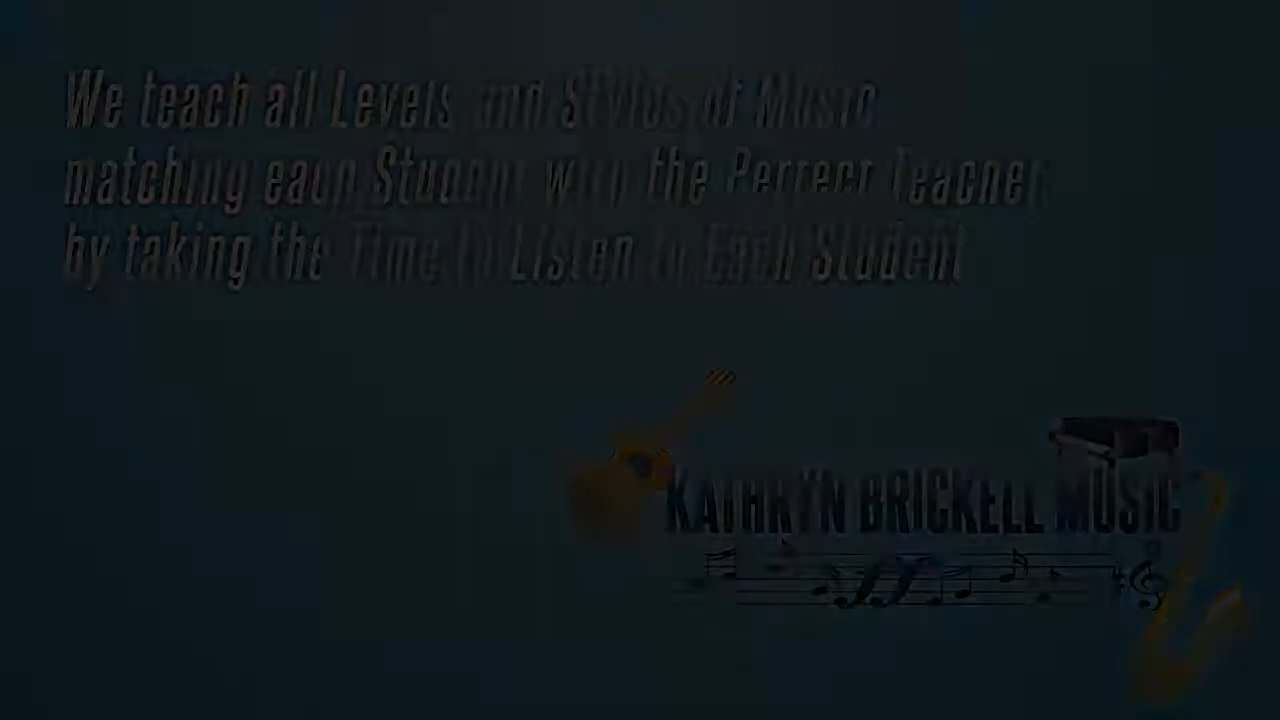 We teach all Levels and Styles of Music
matching each Student with the Perfect Teacher
by taking the Time to Listen to Each Student
KATHRYN BRICKELL MUSIC